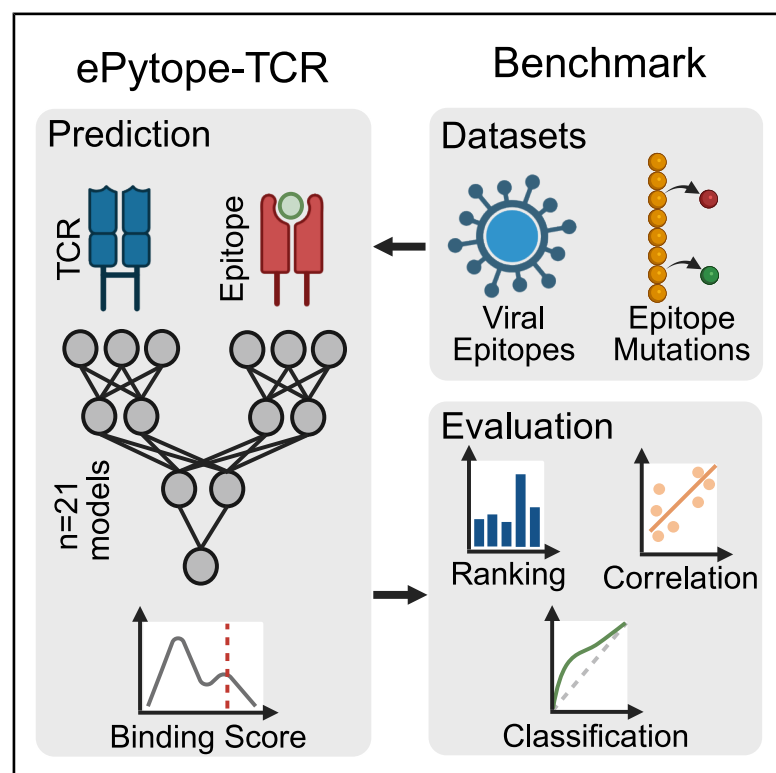 ePytope-TCR
Prediction
TCR
Epitope
n=21
models
Binding Score
Benchmark
Datasets
Viral
Epitopes
Epitope
Mutations
Evaluation
Ranking
Correlation
Classification